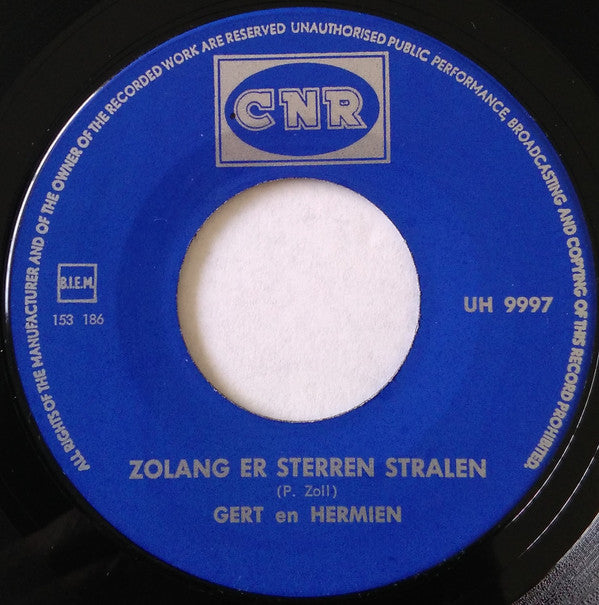 ALL RIGHTS OF THE MANUFACTURER AND OF THE OWNER OF THE RECORDED WORK ARE RESERVED UNAUTHORISED PUBLIC PERFORMANCE, BROADCASTING AND COPYING OF THIS RECORD PROHIBITED.
CNR
B.I.E.M.
153 186
UH 9997
ZOLANG ER STERREN STRALEN
(P. Zoll)
GERT en HERMIEN